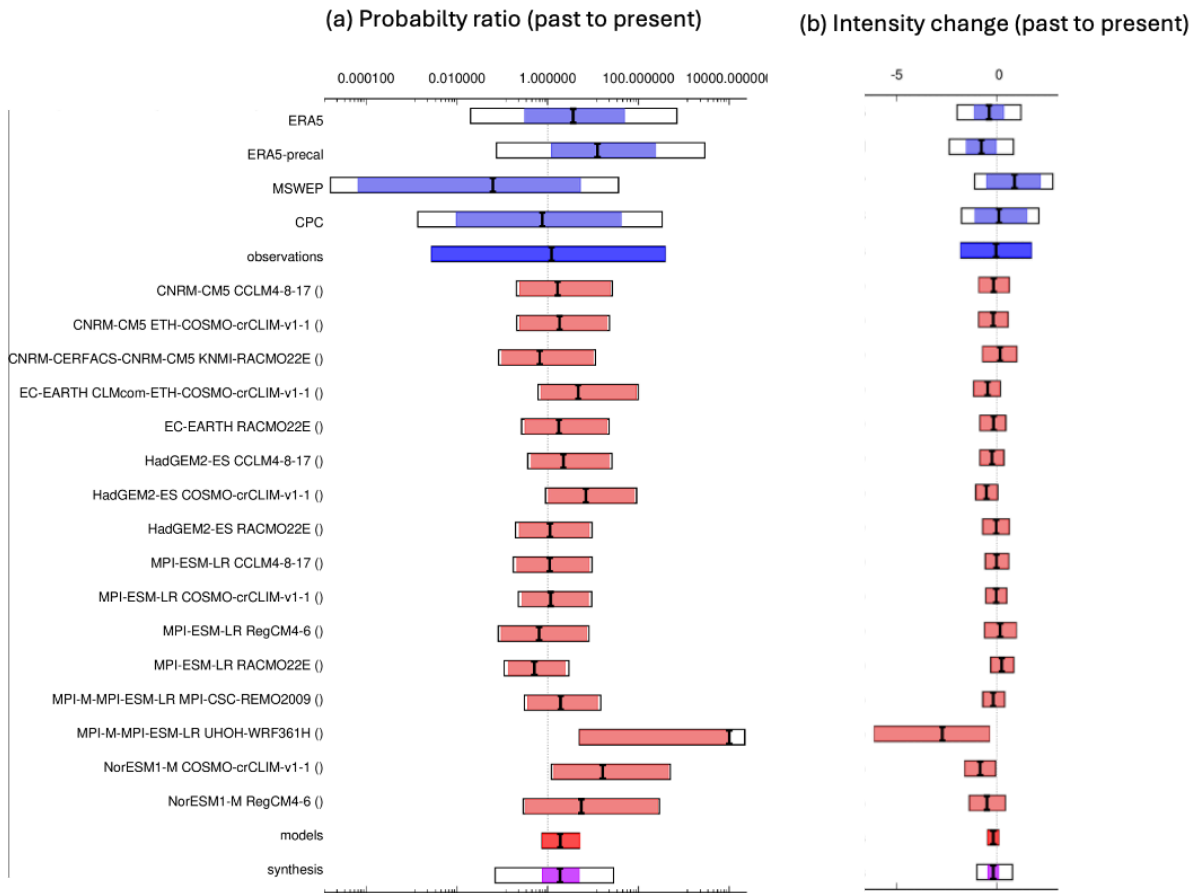 (a) Probabilty ratio (past to present)
(b) Intensity change (past to present)
0.000100 0.010000 1.000000 100.000000 10000.000000
-5 0
ERA5
ERA5-precal
MSWEP
CPC
observations
CNRM-CM5 CCLM4-8-17 ()
CNRM-CM5 ETH-COSMO-crCLIM-v1-1 ()
CNRM-CERFACS-CNRM-CM5 KNMI-RACMO22E ()
EC-EARTH CLMcom-ETH-COSMO-crCLIM-v1-1 ()
EC-EARTH RACMO22E ()
HadGEM2-ES CCLM4-8-17 ()
HadGEM2-ES COSMO-crCLIM-v1-1 ()
HadGEM2-ES RACMO22E ()
MPI-ESM-LR CCLM4-8-17 ()
MPI-ESM-LR COSMO-crCLIM-v1-1 ()
MPI-ESM-LR RegCM4-6 ()
MPI-ESM-LR RACMO22E ()
MPI-M-MPI-ESM-LR MPI-CSC-REMO2009 ()
MPI-M-MPI-ESM-LR UHOH-WRF361H ()
NorESM1-M COSMO-crCLIM-v1-1 ()
NorESM1-M RegCM4-6 ()
models
synthesis